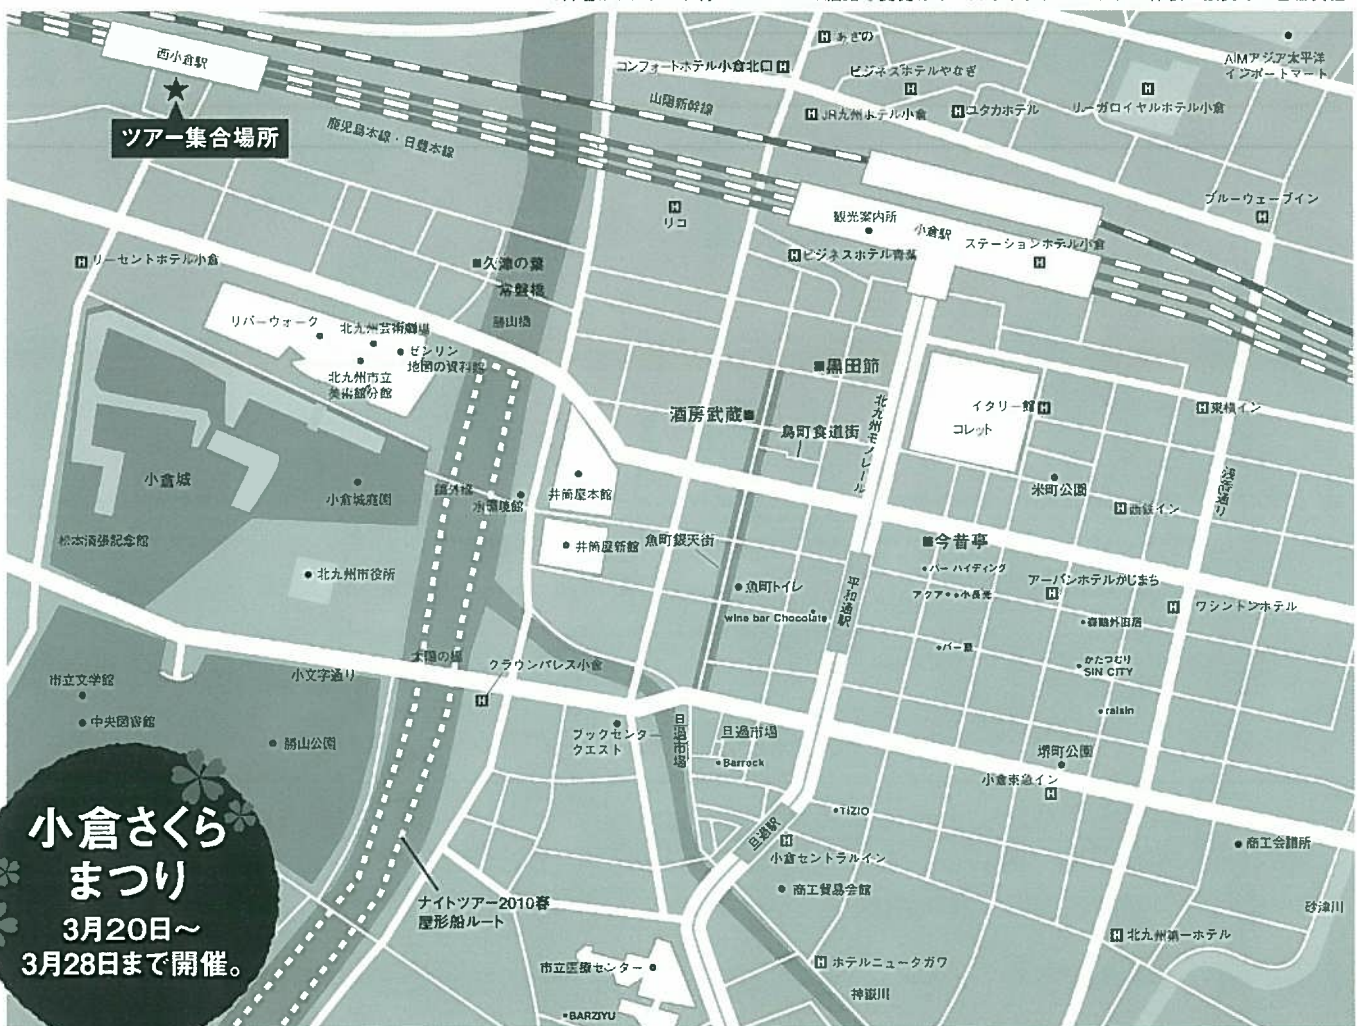 西小倉駅
ツアー集合場所
鹿児島本線・日豊本線
山陽新幹線
コンフォートホテル小倉北口
あさの
ビジネスホテルやなぎ
JR九州ホテル小倉
ユタカホテル
リーガロイヤルホテル小倉
AIMアジア太平洋
インポートマート
ブルーウェーブイン
リコ
観光案内所
小倉駅
ステーションホテル小倉
ビジネスホテル青葉
リーセントホテル小倉
久津の葉
常盤橋
勝山橋
リバーウォーク
北九州芸術劇場
ゼンリン
地図の資料館
北九州市立
美術館分館
黒田節
酒房武蔵
鳥町食道街
北九州モノレール
イタリー館
コレット
東横イン
浅香通り
米町公園
西鉄イン
小倉城
小倉城庭園
鴎外橋
水環境館
井筒屋本館
井筒屋新館
魚町銀天街
松本清張記念館
北九州市役所
魚町トイレ
wine bar Chocolate
平和通駅
今昔亭
バー ハイディング
アクア
小長光
アーバンホテルかじまち
ワシントンホテル
森鴎外旧居
かたつむり
SIN CITY
raisin
太陽の橋
小文字通り
クラウンパレス小倉
市立文学館
中央図書館
勝山公園
ブックセンター
クエスト
旦過市場
旦過市場
Barrock
堺町公園
小倉東急イン
TIZIO
旦過駅
小倉セントラルイン
商工貿易会館
商工会議所
砂津川
北九州第一ホテル
ホテルニュータガワ
神嶽川
市立医療センター
BARZIYU
ナイトツアー2010春
屋形船ルート
小倉さくら
まつり
3月20日～
3月28日まで開催。